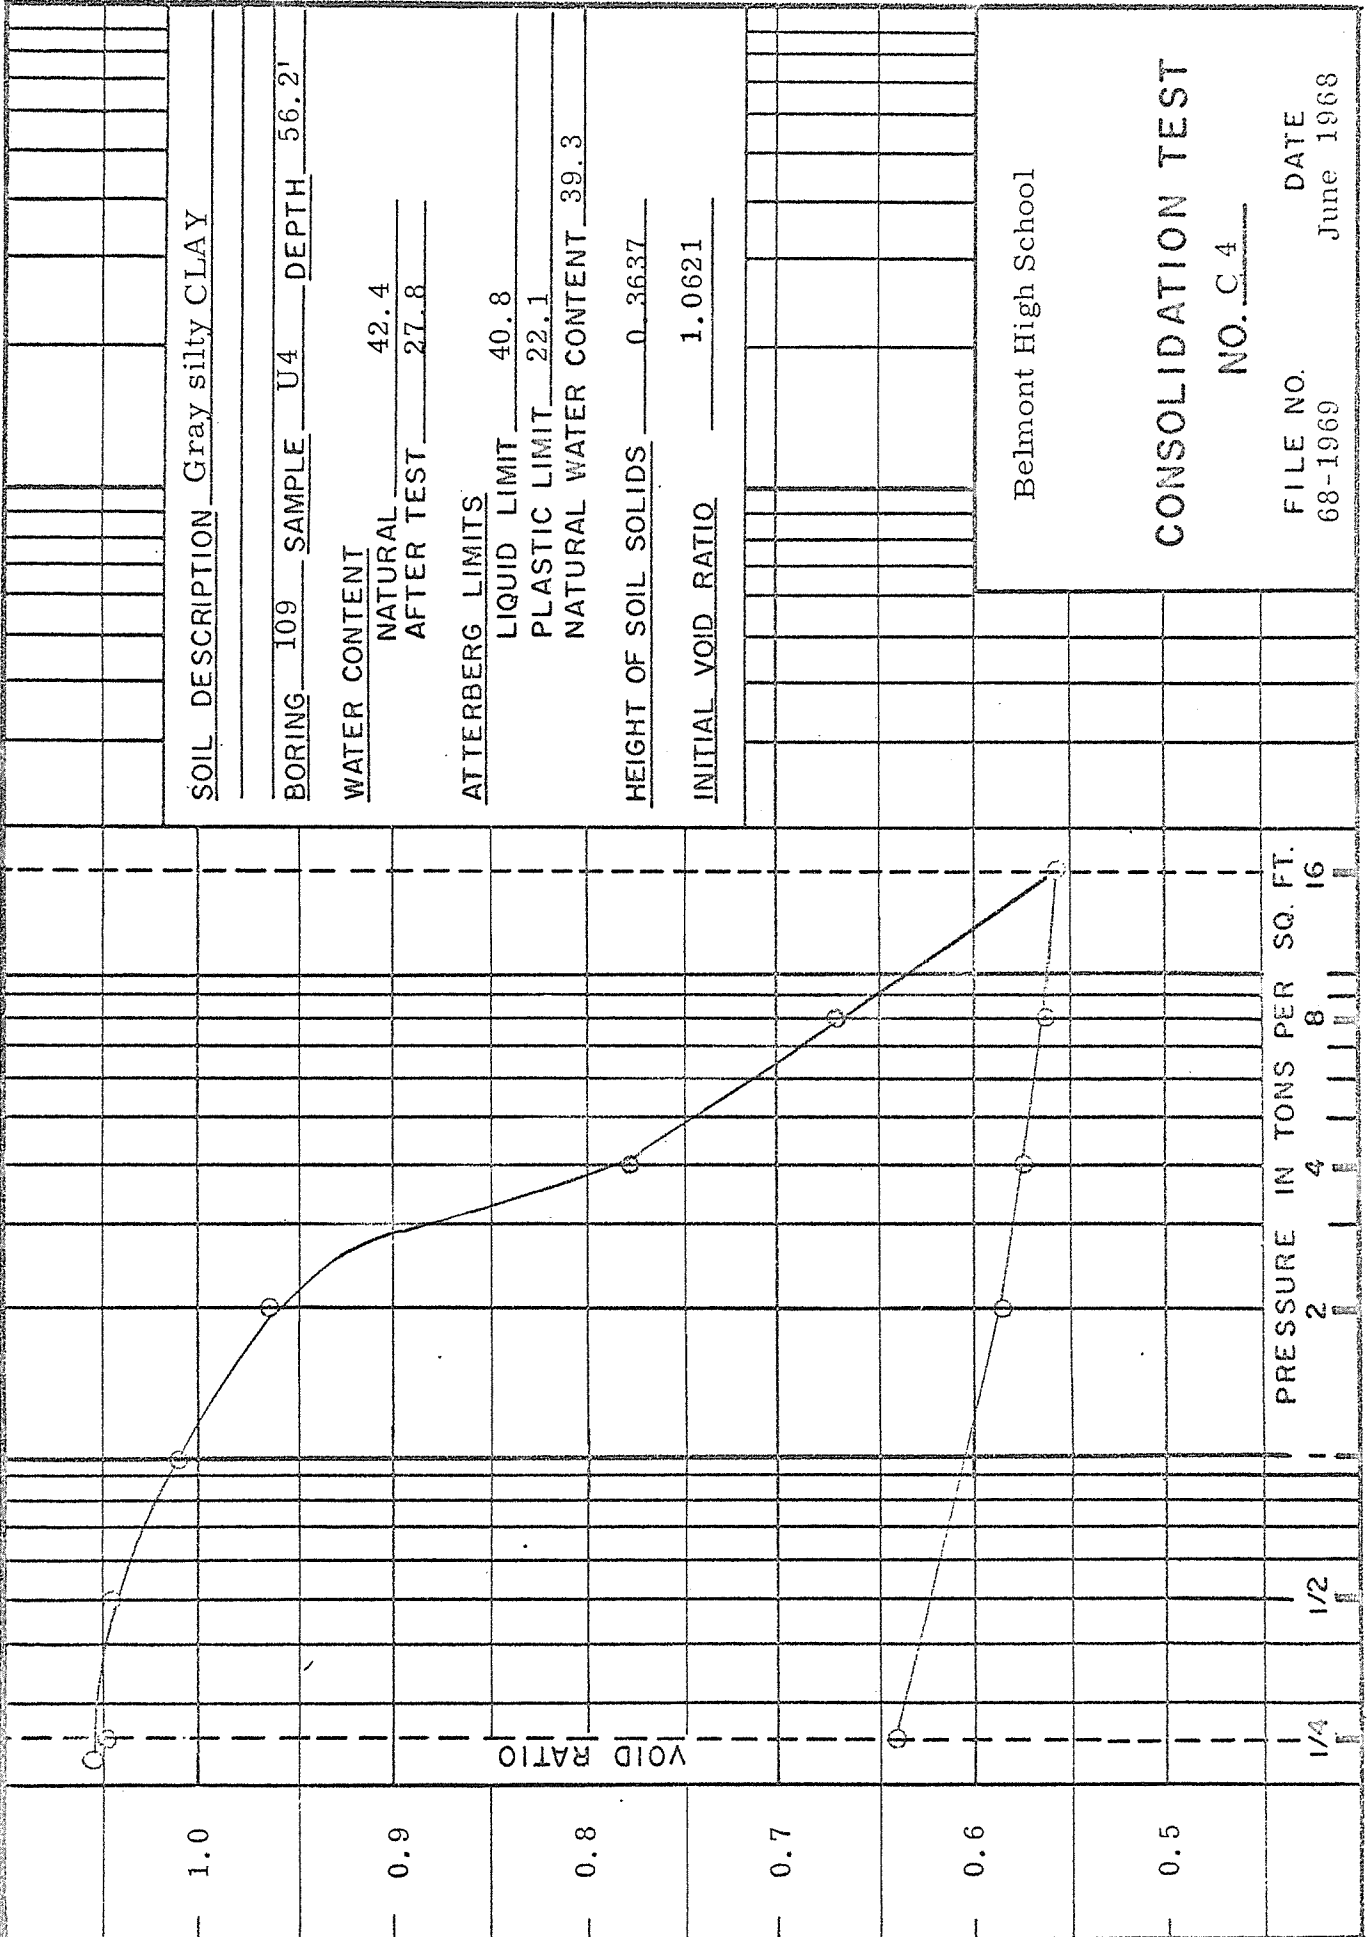 SOIL DESCRIPTION Gray silty CLAY
BORING 109 SAMPLE U4 DEPTH 56.2'
WATER CONTENT
NATURAL 42.4
AFTER TEST 27.8
ATTERBERG LIMITS
LIQUID LIMIT 40.8
PLASTIC LIMIT 22.1
NATURAL WATER CONTENT 39.3
HEIGHT OF SOIL SOLIDS 0.3637
INITIAL VOID RATIO 1.0621
1.0
0.9
0.8
0.7
0.6
0.5
VOID RATIO
PRESSURE IN TONS PER SQ. FT.
1/4 1/2 2 4 8 16
Belmont High School
CONSOLIDATION TEST
NO. C 4
FILE NO. DATE
68-1969 June 1968